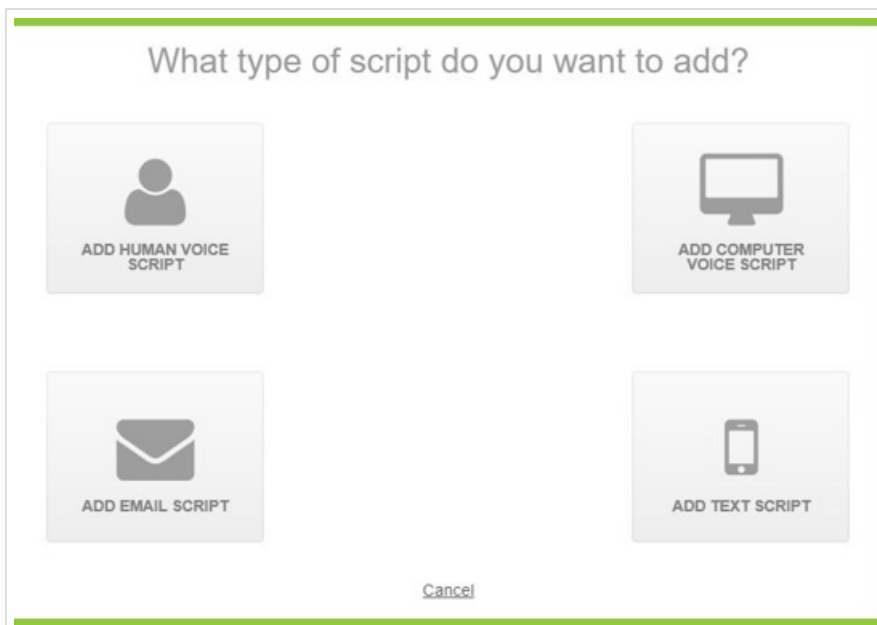 What type of script do you want to add?
ADD HUMAN VOICE
SCRIPT
ADD COMPUTER
VOICE SCRIPT
ADD EMAIL SCRIPT
ADD TEXT SCRIPT
Cancel